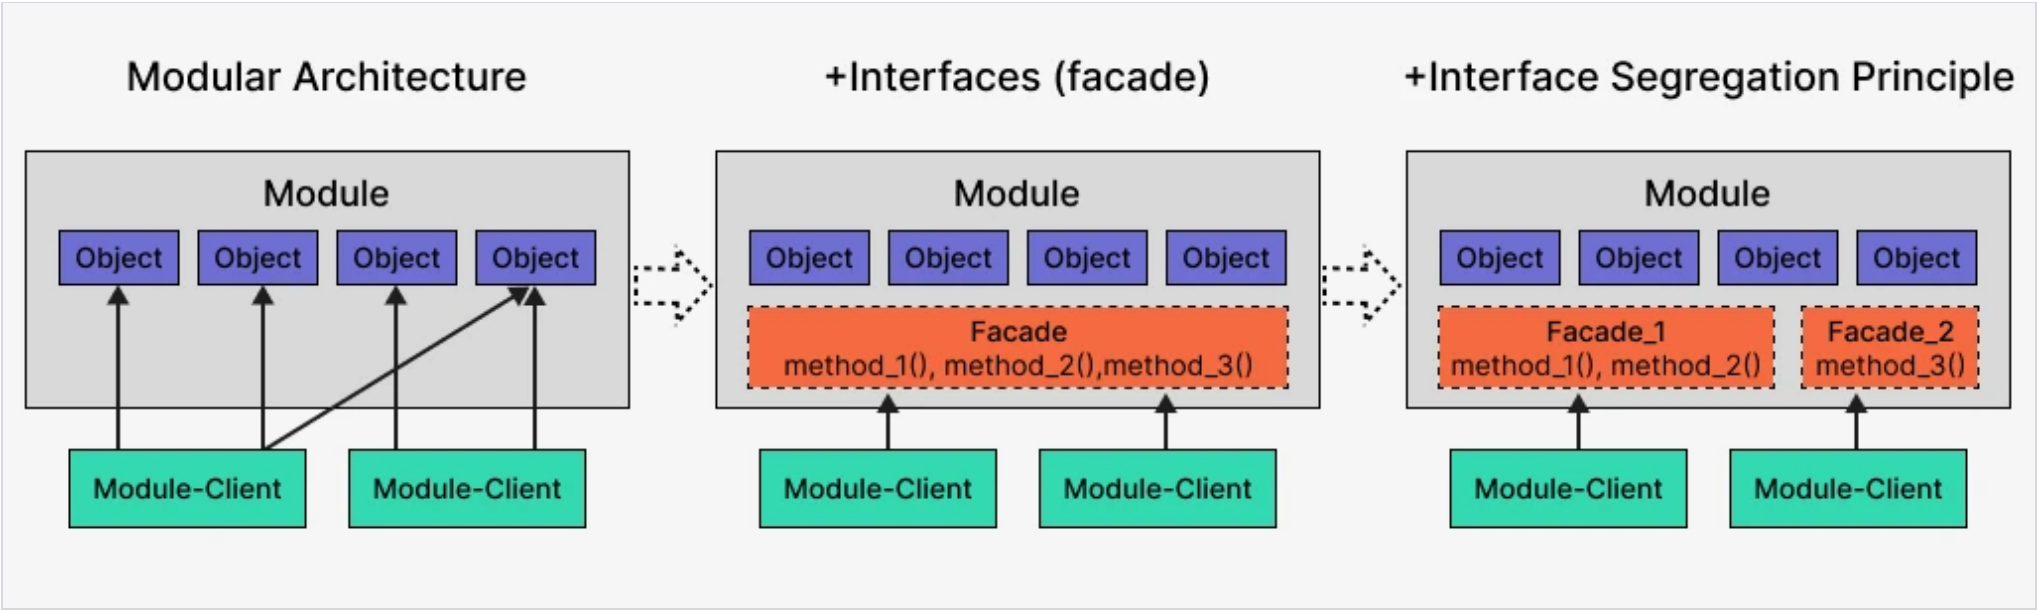 Modular Architecture
Module
Object
Object
Object
Object
Module-Client
Module-Client
+Interfaces (facade)
Module
Object
Object
Object
Object
Facade
method_1(), method_2(),method_3()
Module-Client
Module-Client
+Interface Segregation Principle
Module
Object
Object
Object
Object
Facade_1
method_1(), method_2()
Facade_2
method_3()
Module-Client
Module-Client